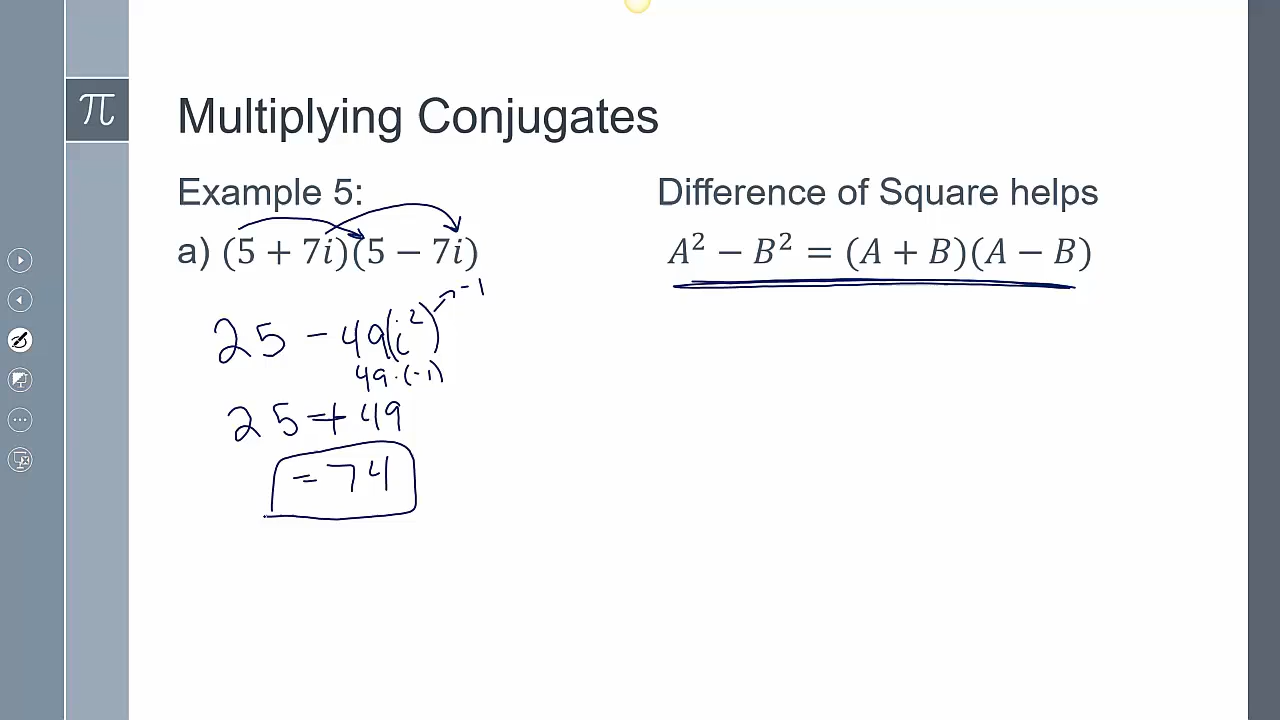 π
Multiplying Conjugates
Example 5:
a) (5 + 7i)(5 − 7i)
25 − 49(i²) → −1
49 · (−1)
25 + 49
= 74
Difference of Square helps
A² − B² = (A + B)(A − B)